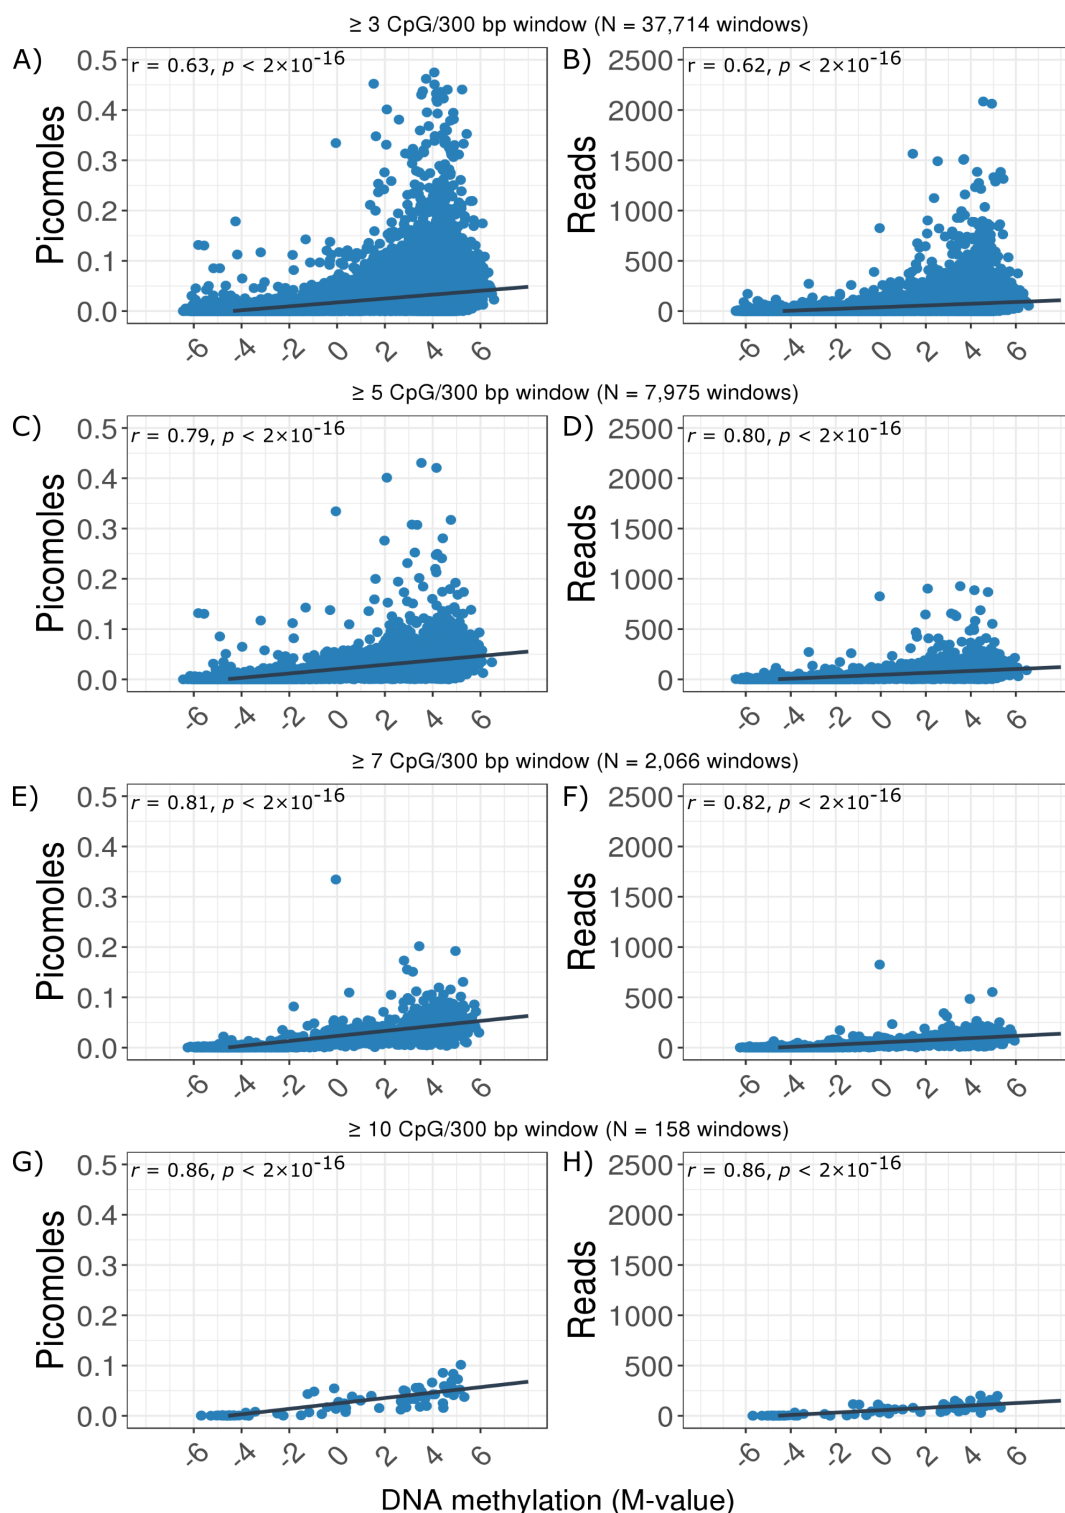 ≥ 3 CpG/300 bp window (N = 37,714 windows)
A)
r = 0.63, p < 2×10-16
Picomoles
0.5
0.4
0.3
0.2
0.1
0.0
-6 -4 -2 0 2 4 6
B)
r = 0.62, p < 2×10-16
Reads
2500
2000
1500
1000
500
0
-6 -4 -2 0 2 4 6
≥ 5 CpG/300 bp window (N = 7,975 windows)
C)
r = 0.79, p < 2×10-16
Picomoles
0.5
0.4
0.3
0.2
0.1
0.0
-6 -4 -2 0 2 4 6
D)
r = 0.80, p < 2×10-16
Reads
2500
2000
1500
1000
500
0
-6 -4 -2 0 2 4 6
≥ 7 CpG/300 bp window (N = 2,066 windows)
E)
r = 0.81, p < 2×10-16
Picomoles
0.5
0.4
0.3
0.2
0.1
0.0
-6 -4 -2 0 2 4 6
F)
r = 0.82, p < 2×10-16
Reads
2500
2000
1500
1000
500
0
-6 -4 -2 0 2 4 6
≥ 10 CpG/300 bp window (N = 158 windows)
G)
r = 0.86, p < 2×10-16
Picomoles
0.5
0.4
0.3
0.2
0.1
0.0
-6 -4 -2 0 2 4 6
H)
r = 0.86, p < 2×10-16
Reads
2500
2000
1500
1000
500
0
-6 -4 -2 0 2 4 6
DNA methylation (M-value)